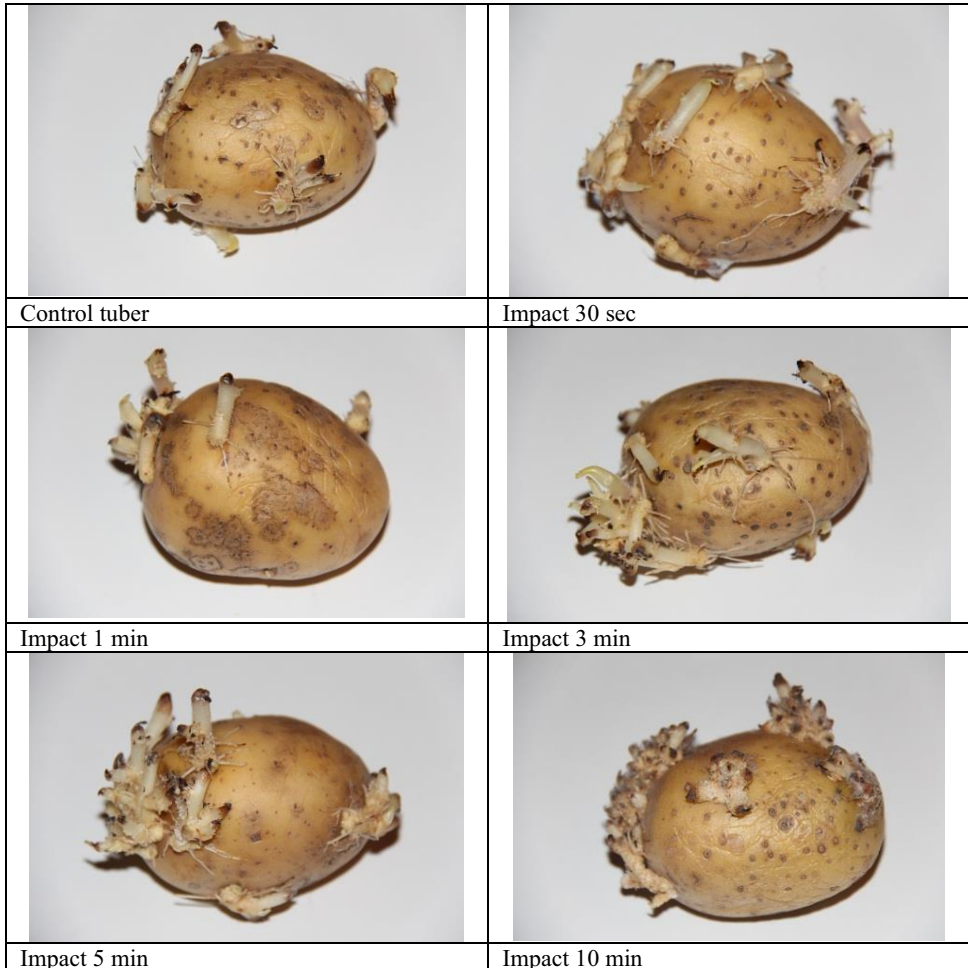 Control tuber
Impact 30 sec
Impact 1 min
Impact 3 min
Impact 5 min
Impact 10 min